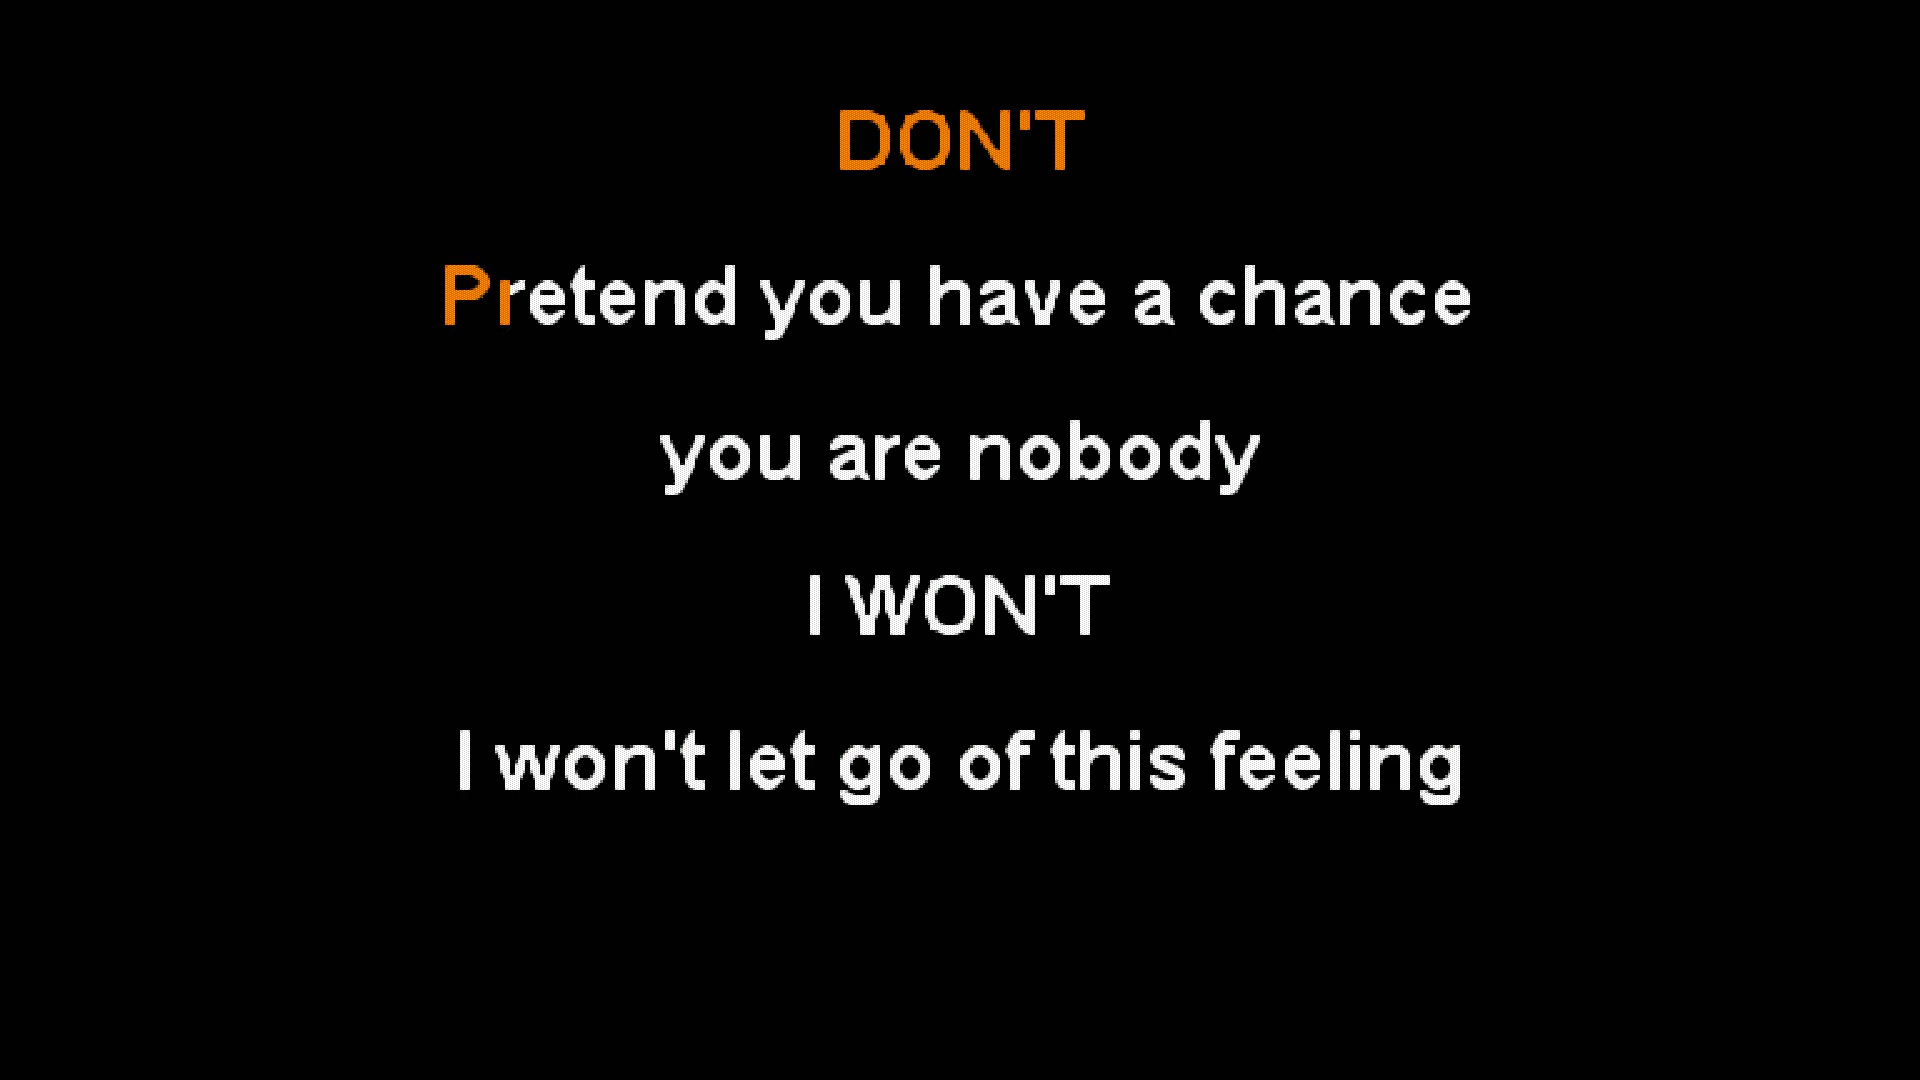 DON'T
Pretend you have a chance
you are nobody
I WON'T
I won't let go of this feeling